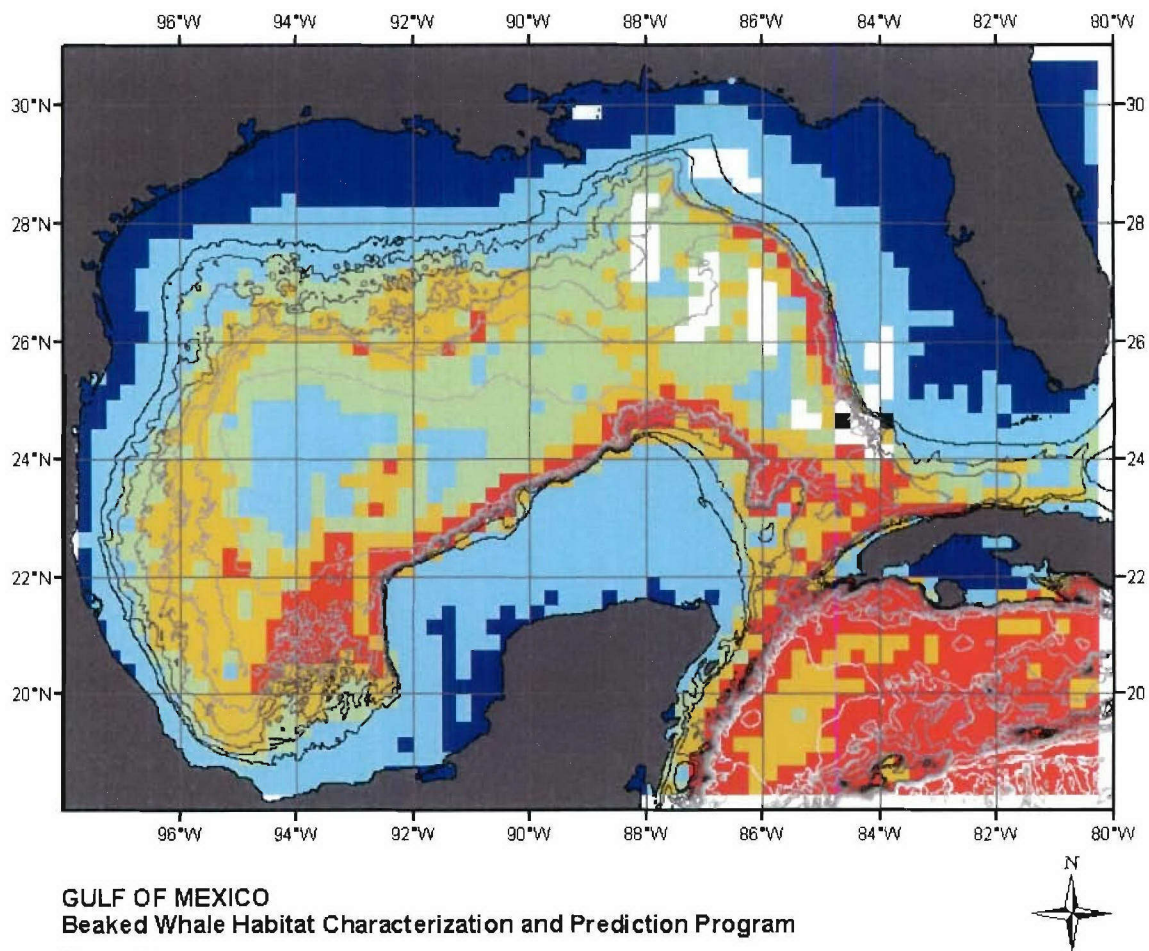 96°W 94°W 92°W 90°W 88°W 86°W 84°W 82°W 80°W
30°N 30
28°N 28
26°N 26
24°N 24
22°N 22
20°N 20
96°W 94°W 92°W 90°W 88°W 86°W 84°W 82°W 80°W
N
GULF OF MEXICO
Beaked Whale Habitat Characterization and Prediction Program